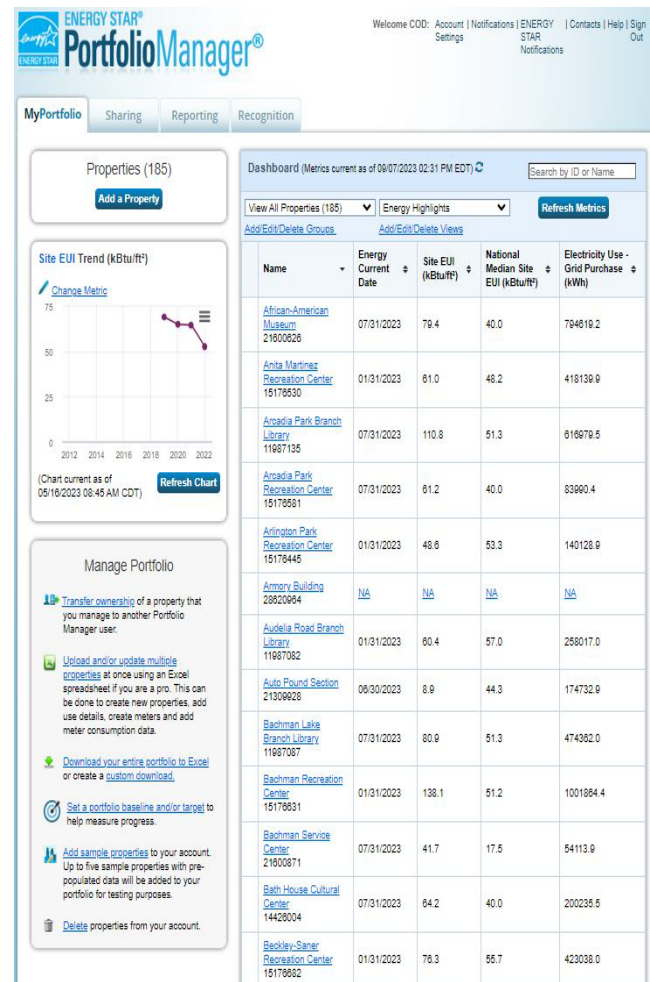 ENERGY STAR®
PortfolioManager®
energy
ENERGY STAR
Welcome COD: Account Settings | Notifications | ENERGY STAR Notifications | Contacts | Help | Sign Out
MyPortfolio Sharing Reporting Recognition
Properties (185)
Add a Property
Site EUI Trend (kBtu/ft²)
Change Metric
75
50
25
0
2012 2014 2016 2018 2020 2022
(Chart current as of
05/16/2023 08:45 AM CDT)
Refresh Chart
Manage Portfolio
Transfer ownership of a property that
you manage to another Portfolio
Manager user.
Upload and/or update multiple
properties at once using an Excel
spreadsheet if you are a pro. This can
be done to create new properties, add
use details, create meters and add
meter consumption data.
Download your entire portfolio to Excel
or create a custom download.
Set a portfolio baseline and/or target to
help measure progress.
Add sample properties to your account.
Up to five sample properties with pre-
populated data will be added to your
portfolio for testing purposes.
Delete properties from your account.
Dashboard (Metrics current as of 09/07/2023 02:31 PM EDT)
Search by ID or Name
View All Properties (185) Energy Highlights Refresh Metrics
Add/Edit/Delete Groups Add/Edit/Delete Views
Name Energy Current Date Site EUI (kBtu/ft²) National Median Site EUI (kBtu/ft²) Electricity Use - Grid Purchase (kWh)
African-American
Museum
21600626
07/31/2023 79.4 40.0 794619.2
Anita Martinez
Recreation Center
15176530
01/31/2023 61.0 48.2 418139.9
Arcadia Park Branch
Library
11987135
07/31/2023 110.8 51.3 616979.5
Arcadia Park
Recreation Center
15176581
07/31/2023 61.2 40.0 83990.4
Arlington Park
Recreation Center
15176445
01/31/2023 48.6 53.3 140128.9
Armory Building
28620964
NA NA NA NA
Audelia Road Branch
Library
11987082
01/31/2023 60.4 57.0 258017.0
Auto Pound Section
21309928
06/30/2023 8.9 44.3 174732.9
Bachman Lake
Branch Library
11987087
07/31/2023 80.9 51.3 474362.0
Bachman Recreation
Center
15176631
01/31/2023 138.1 51.2 1001864.4
Bachman Service
Center
21600871
07/31/2023 41.7 17.5 54113.9
Bath House Cultural
Center
14426004
07/31/2023 64.2 40.0 200235.5
Beckley-Saner
Recreation Center
15176682
01/31/2023 76.3 55.7 423038.0